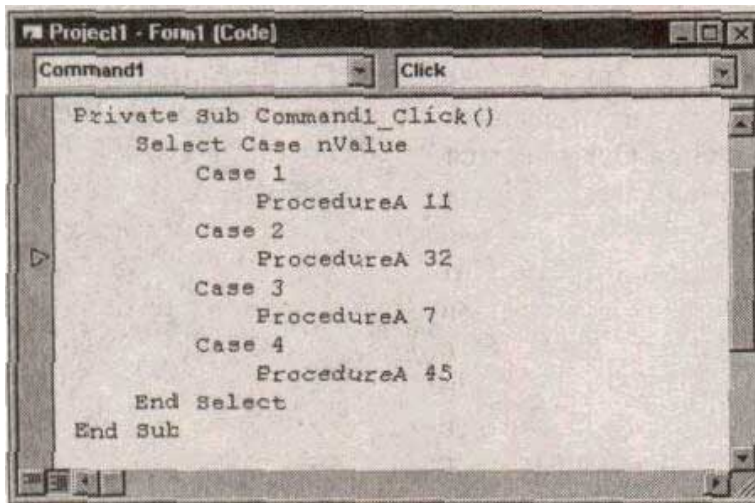 Project1 - Form1 (Code)
Command1 Click
Private Sub Command1_Click()
Select Case nValue
Case 1
ProcedureA 11
Case 2
ProcedureA 32
Case 3
ProcedureA 7
Case 4
ProcedureA 45
End Select
End Sub